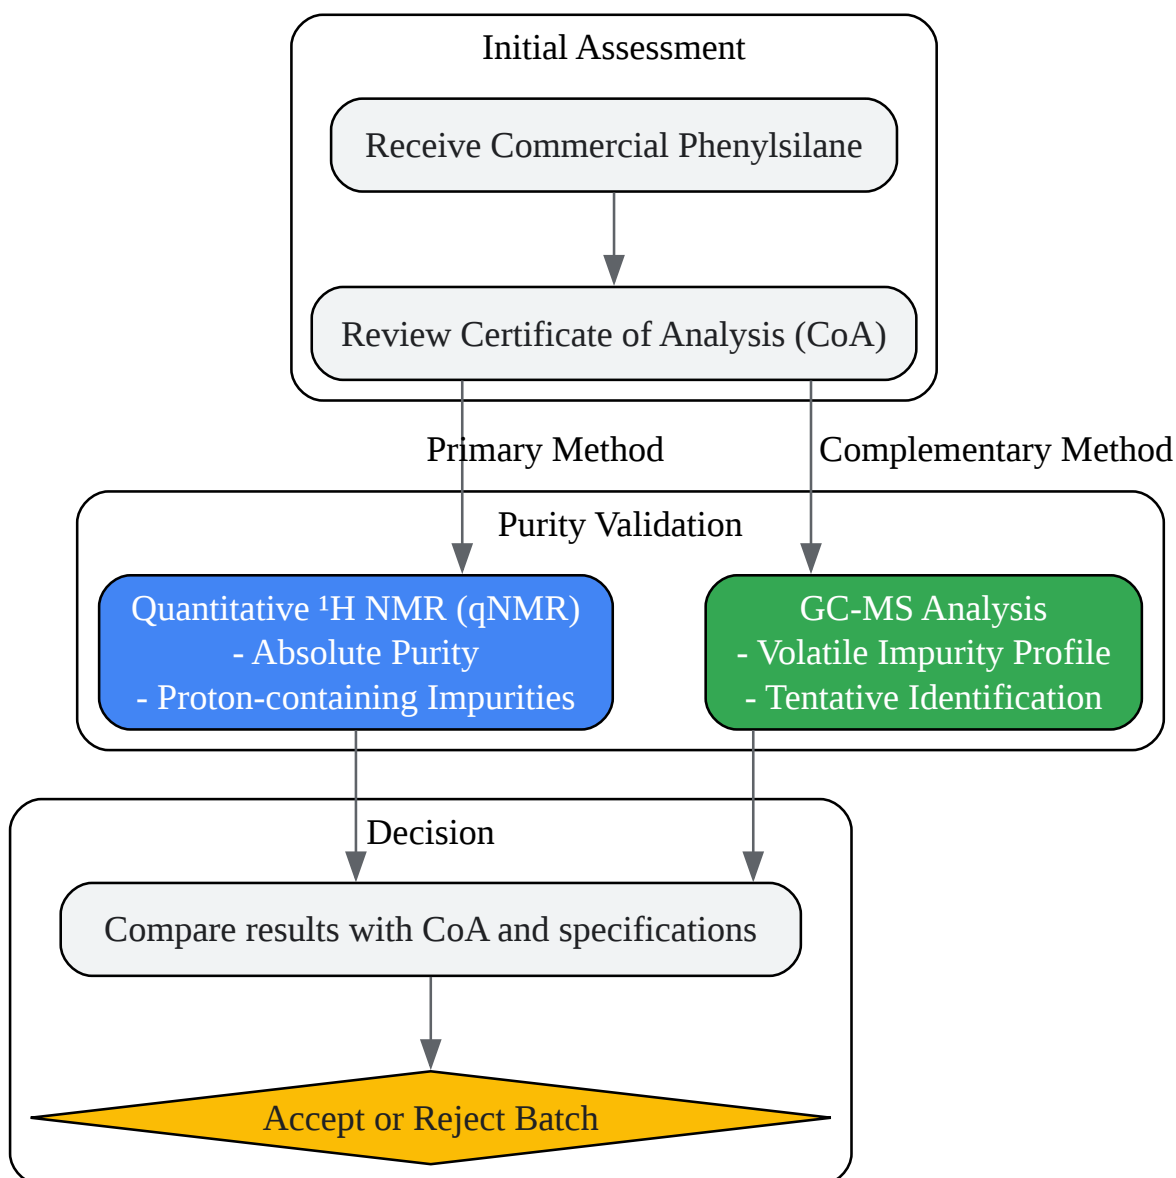 Initial Assessment
Receive Commercial Phenylsilane
Review Certificate of Analysis (CoA)
Primary Method
Complementary Method
Purity Validation
Quantitative ¹H NMR (qNMR)
- Absolute Purity
- Proton-containing Impurities
GC-MS Analysis
- Volatile Impurity Profile
- Tentative Identification
Decision
Compare results with CoA and specifications
Accept or Reject Batch